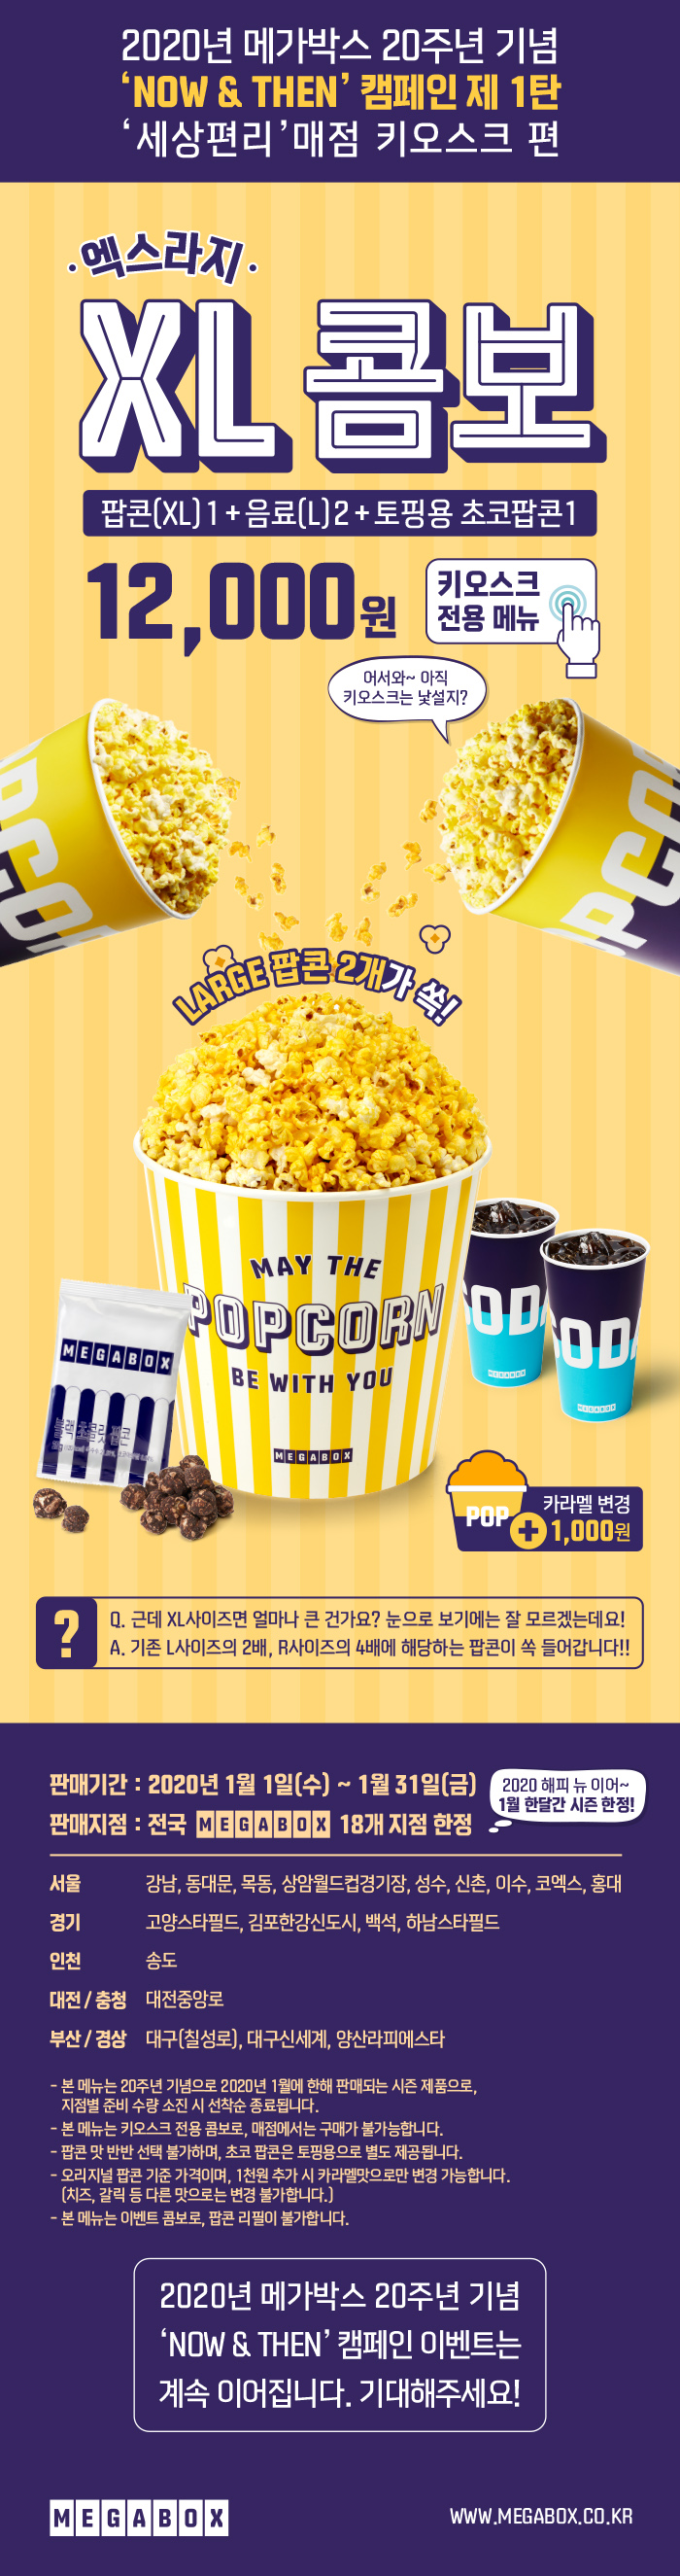 2020년 메가박스 20주년 기념
‘NOW & THEN’ 캠페인 제 1탄
‘세상편리’매점 키오스크 편
·엑스라지·
XL 콤보
팝콘(XL)1+음료(L)2+토핑용 초코팝콘1
12,000원
키오스크
전용 메뉴
어서와~ 아직
키오스크는 낯설지?
LARGE 팝콘 2개가 쏙!
MAY THE
POPCORN
BE WITH YOU
MEGABOX
MEGABOX
블랙초콜릿팝콘
POP
카라멜 변경
+1,000원
?
Q. 근데 XL사이즈면 얼마나 큰 건가요? 눈으로 보기에는 잘 모르겠는데요!
A. 기존 L사이즈의 2배, R사이즈의 4배에 해당하는 팝콘이 쏙 들어갑니다!!
판매기간 : 2020년 1월 1일(수) ~ 1월 31일(금)
2020 해피 뉴 이어~
1월 한달간 시즌 한정!
판매지점 : 전국 MEGABOX 18개 지점 한정
서울 강남, 동대문, 목동, 상암월드컵경기장, 성수, 신촌, 이수, 코엑스, 홍대
경기 고양스타필드, 김포한강신도시, 백석, 하남스타필드
인천 송도
대전 / 충청 대전중앙로
부산 / 경상 대구(칠성로), 대구신세계, 양산라피에스타
- 본 메뉴는 20주년 기념으로 2020년 1월에 한해 판매되는 시즌 제품으로,
지점별 준비 수량 소진 시 선착순 종료됩니다.
- 본 메뉴는 키오스크 전용 콤보로, 매점에서는 구매가 불가능합니다.
- 팝콘 맛 반반 선택 불가하며, 초코 팝콘은 토핑용으로 별도 제공됩니다.
- 오리지널 팝콘 기준 가격이며, 1천원 추가 시 카라멜맛으로만 변경 가능합니다.
(치즈, 갈릭 등 다른 맛으로는 변경 불가합니다.)
- 본 메뉴는 이벤트 콤보로, 팝콘 리필이 불가합니다.
2020년 메가박스 20주년 기념
‘NOW & THEN’ 캠페인 이벤트는
계속 이어집니다. 기대해주세요!
MEGABOX
WWW.MEGABOX.CO.KR